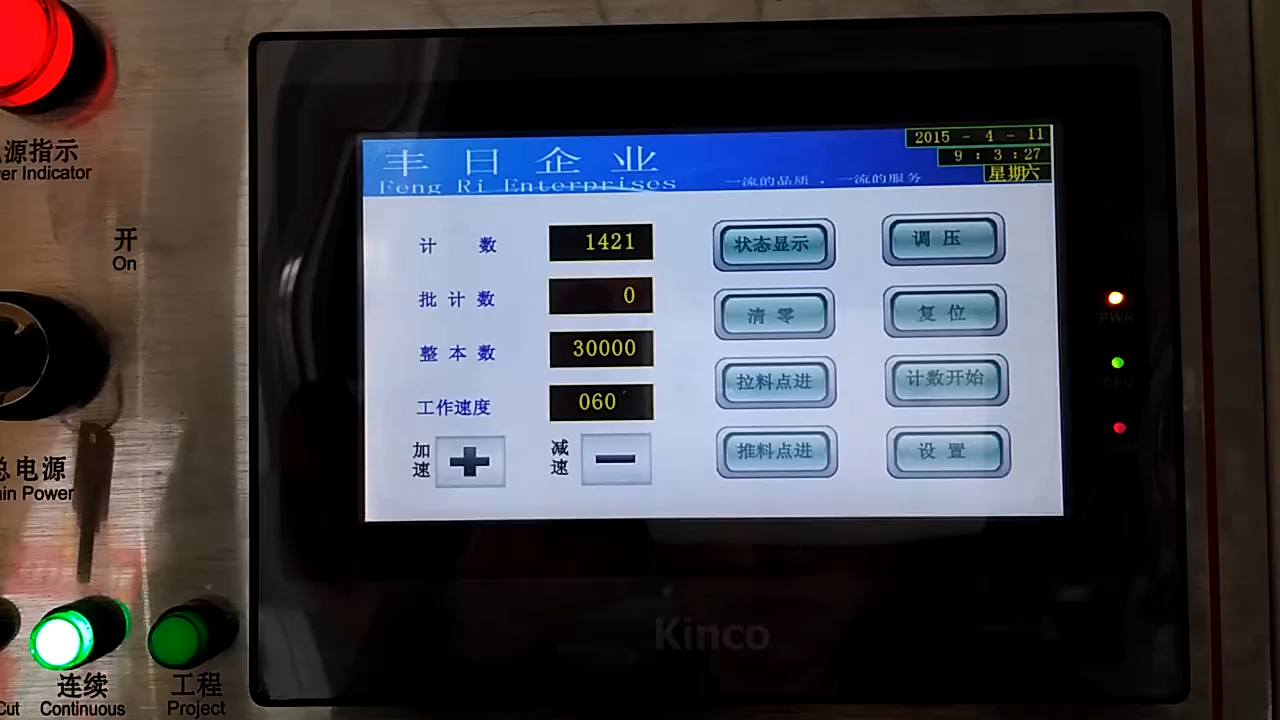 源指示
er Indicator
开
On
总电源
in Power
连续
Continuous
工程
Project
Cut
丰日企业
Feng Ri Enterprises
一流的品质，一流的服务
2015 - 4 - 11
9 : 3 : 27
星期六
计数 1421
批计数 0
整本数 30000
工作速度 060
加速 +
减速 —
状态显示
调压
清零
复位
拉料点进
计数开始
推料点进
设置
PWR
CPU
COM
Kinco